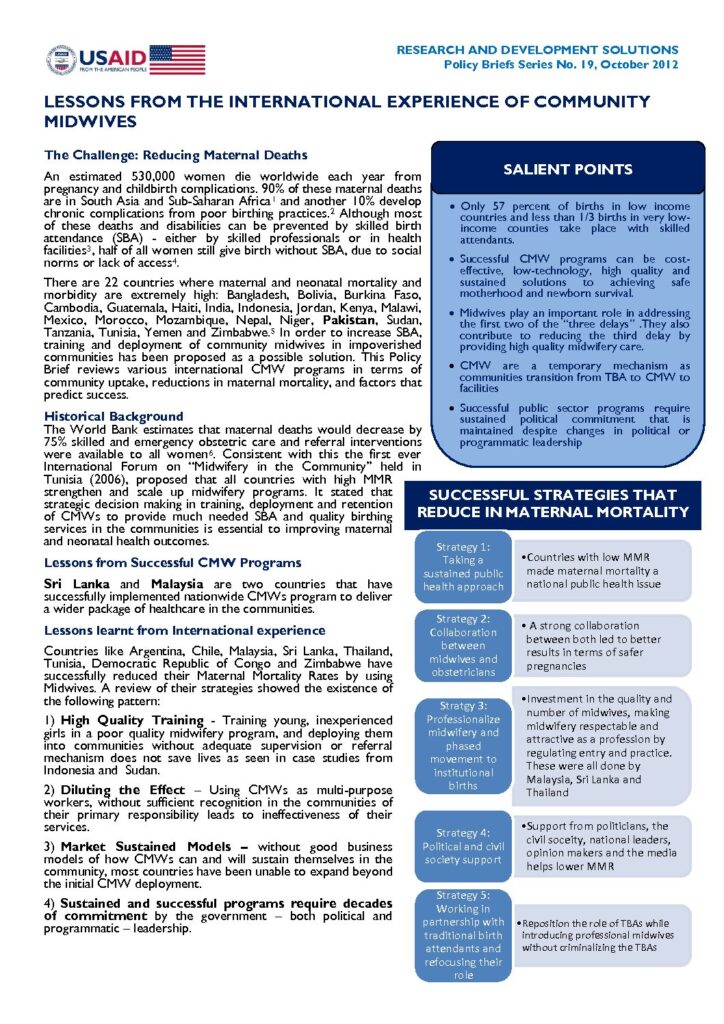 USAID
FROM THE AMERICAN PEOPLE
RESEARCH AND DEVELOPMENT SOLUTIONS
Policy Briefs Series No. 19, October 2012
LESSONS FROM THE INTERNATIONAL EXPERIENCE OF COMMUNITY
MIDWIVES
The Challenge: Reducing Maternal Deaths
An estimated 530,000 women die worldwide each year from
pregnancy and childbirth complications. 90% of these maternal deaths
are in South Asia and Sub-Saharan Africa¹ and another 10% develop
chronic complications from poor birthing practices.² Although most
of these deaths and disabilities can be prevented by skilled birth
attendance (SBA) - either by skilled professionals or in health
facilities³, half of all women still give birth without SBA, due to social
norms or lack of access⁴.
There are 22 countries where maternal and neonatal mortality and
morbidity are extremely high: Bangladesh, Bolivia, Burkina Faso,
Cambodia, Guatemala, Haiti, India, Indonesia, Jordan, Kenya, Malawi,
Mexico, Morocco, Mozambique, Nepal, Niger, Pakistan, Sudan,
Tanzania, Tunisia, Yemen and Zimbabwe.⁵ In order to increase SBA,
training and deployment of community midwives in impoverished
communities has been proposed as a possible solution. This Policy
Brief reviews various international CMW programs in terms of
community uptake, reductions in maternal mortality, and factors that
predict success.
Historical Background
The World Bank estimates that maternal deaths would decrease by
75% skilled and emergency obstetric care and referral interventions
were available to all women⁶. Consistent with this the first ever
International Forum on “Midwifery in the Community” held in
Tunisia (2006), proposed that all countries with high MMR
strengthen and scale up midwifery programs. It stated that
strategic decision making in training, deployment and retention
of CMWs to provide much needed SBA and quality birthing
services in the communities is essential to improving maternal
and neonatal health outcomes.
Lessons from Successful CMW Programs
Sri Lanka and Malaysia are two countries that have
successfully implemented nationwide CMWs program to deliver
a wider package of healthcare in the communities.
Lessons learnt from International experience
Countries like Argentina, Chile, Malaysia, Sri Lanka, Thailand,
Tunisia, Democratic Republic of Congo and Zimbabwe have
successfully reduced their Maternal Mortality Rates by using
Midwives. A review of their strategies showed the existence of
the following pattern:
1) High Quality Training - Training young, inexperienced
girls in a poor quality midwifery program, and deploying them
into communities without adequate supervision or referral
mechanism does not save lives as seen in case studies from
Indonesia and Sudan.
2) Diluting the Effect – Using CMWs as multi-purpose
workers, without sufficient recognition in the communities of
their primary responsibility leads to ineffectiveness of their
services.
3) Market Sustained Models – without good business
models of how CMWs can and will sustain themselves in the
community, most countries have been unable to expand beyond
the initial CMW deployment.
4) Sustained and successful programs require decades
of commitment by the government – both political and
programmatic – leadership.
SALIENT POINTS
• Only 57 percent of births in low income
countries and less than 1/3 births in very low-
income counties take place with skilled
attendants.
• Successful CMW programs can be cost-
effective, low-technology, high quality and
sustained solutions to achieving safe
motherhood and newborn survival.
• Midwives play an important role in addressing
the first two of the “three delays” .They also
contribute to reducing the third delay by
providing high quality midwifery care.
• CMW are a temporary mechanism as
communities transition from TBA to CMW to
facilities
• Successful public sector programs require
sustained political commitment that is
maintained despite changes in political or
programmatic leadership
SUCCESSFUL STRATEGIES THAT
REDUCE IN MATERNAL MORTALITY
Strategy 1:
Taking a
sustained public
health approach
•Countries with low MMR
made maternal mortality a
national public health issue
Strategy 2:
Collaboration
between
midwives and
obstetricians
• A strong collaboration
between both led to better
results in terms of safer
pregnancies
Stratgy 3:
Professionalize
midwifery and
phased
movement to
institutional
births
•Investment in the quality and
number of midwives, making
midwifery respectable and
attractive as a profession by
regulating entry and practice.
These were all done by
Malaysia, Sri Lanka and
Thailand
Strategy 4:
Political and civil
society support
•Support from politicians, the
civil soceity, national leaders,
opinion makers and the media
helps lower MMR
Strategy 5:
Working in
partnership with
traditional birth
attendants and
refocusing their
role
•Reposition the role of TBAs while
introducing professional midwives
without criminalizing the TBAs